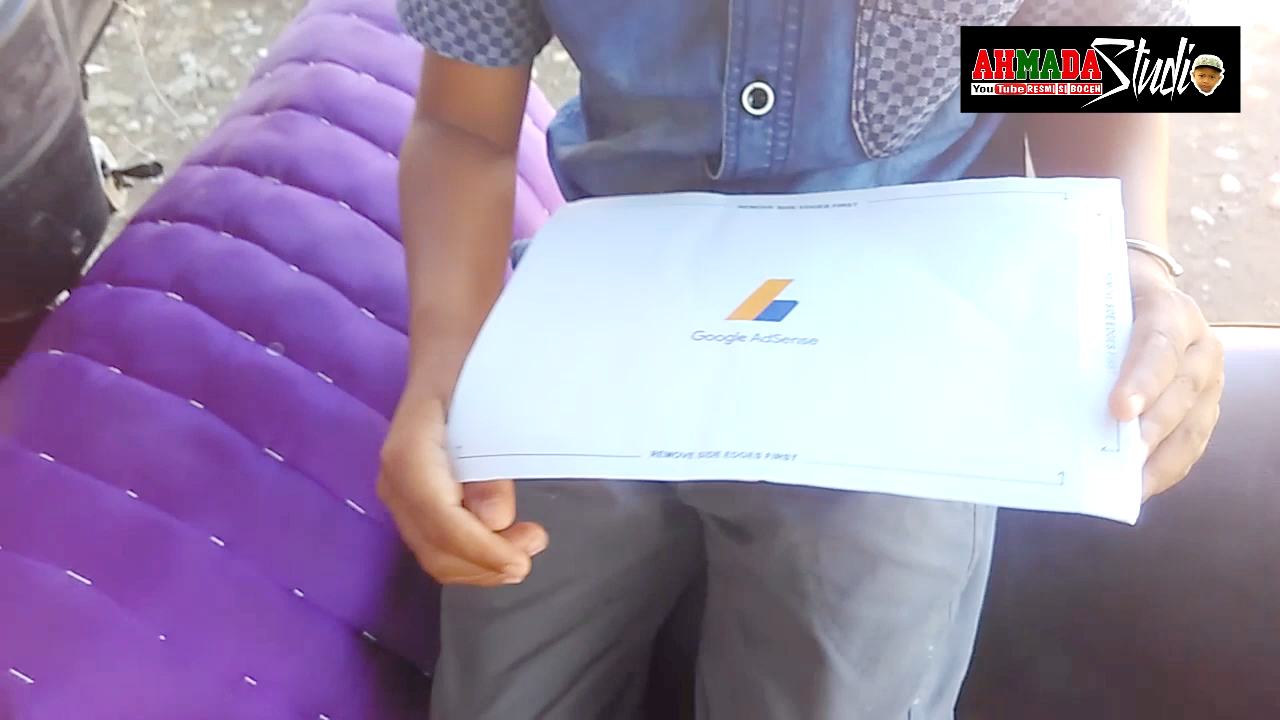 AHMADA Studio
YouTube RESMI SI BOCEH
REMOVE SIDE EDGES FIRST
Google AdSense
REMOVE SIDE EDGES FIRST